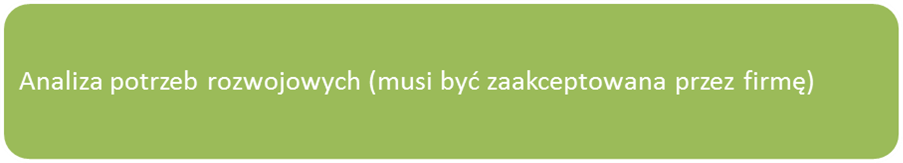 Analiza potrzeb rozwojowych (musi być zaakceptowana przez firmę)